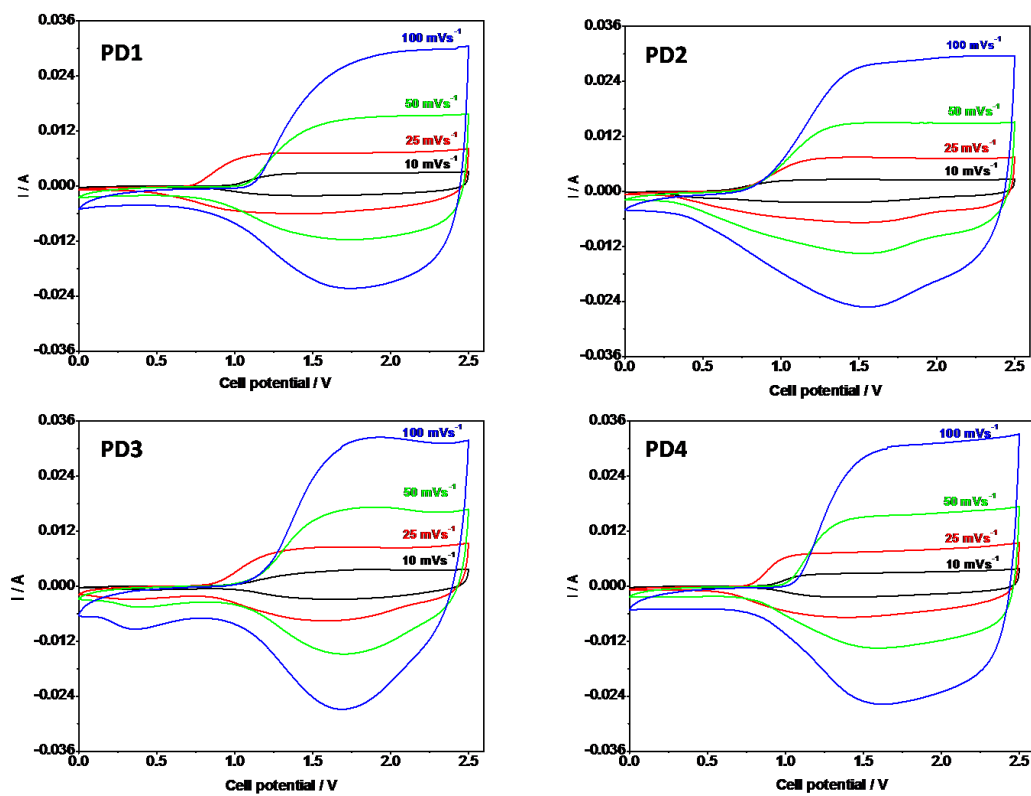 PD1
100 mVs⁻¹
50 mVs⁻¹
25 mVs⁻¹
10 mVs⁻¹
0.036
0.024
0.012
0.000
-0.012
-0.024
-0.036
I / A
0.0 0.5 1.0 1.5 2.0 2.5
Cell potential / V
PD2
100 mVs⁻¹
50 mVs⁻¹
25 mVs⁻¹
10 mVs⁻¹
0.036
0.024
0.012
0.000
-0.012
-0.024
-0.036
I / A
0.0 0.5 1.0 1.5 2.0 2.5
Cell potential / V
PD3
100 mVs⁻¹
50 mVs⁻¹
25 mVs⁻¹
10 mVs⁻¹
0.036
0.024
0.012
0.000
-0.012
-0.024
-0.036
I / A
0.0 0.5 1.0 1.5 2.0 2.5
Cell potential / V
PD4
100 mVs⁻¹
50 mVs⁻¹
25 mVs⁻¹
10 mVs⁻¹
0.036
0.024
0.012
0.000
-0.012
-0.024
-0.036
I / A
0.0 0.5 1.0 1.5 2.0 2.5
Cell potential / V